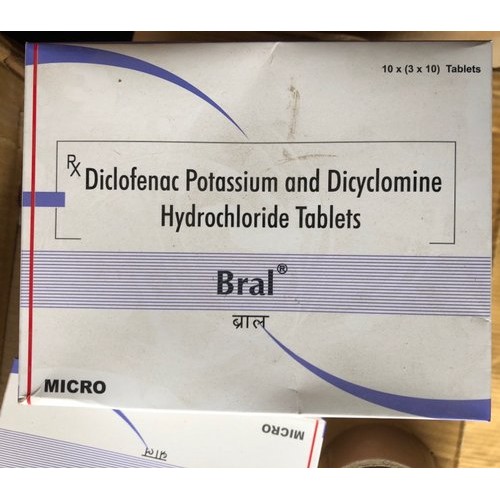 10 x (3 x 10) Tablets
Rx Diclofenac Potassium and Dicyclomine
Hydrochloride Tablets
Bral®
ब्राल
MICRO
MICRO
ब्राल